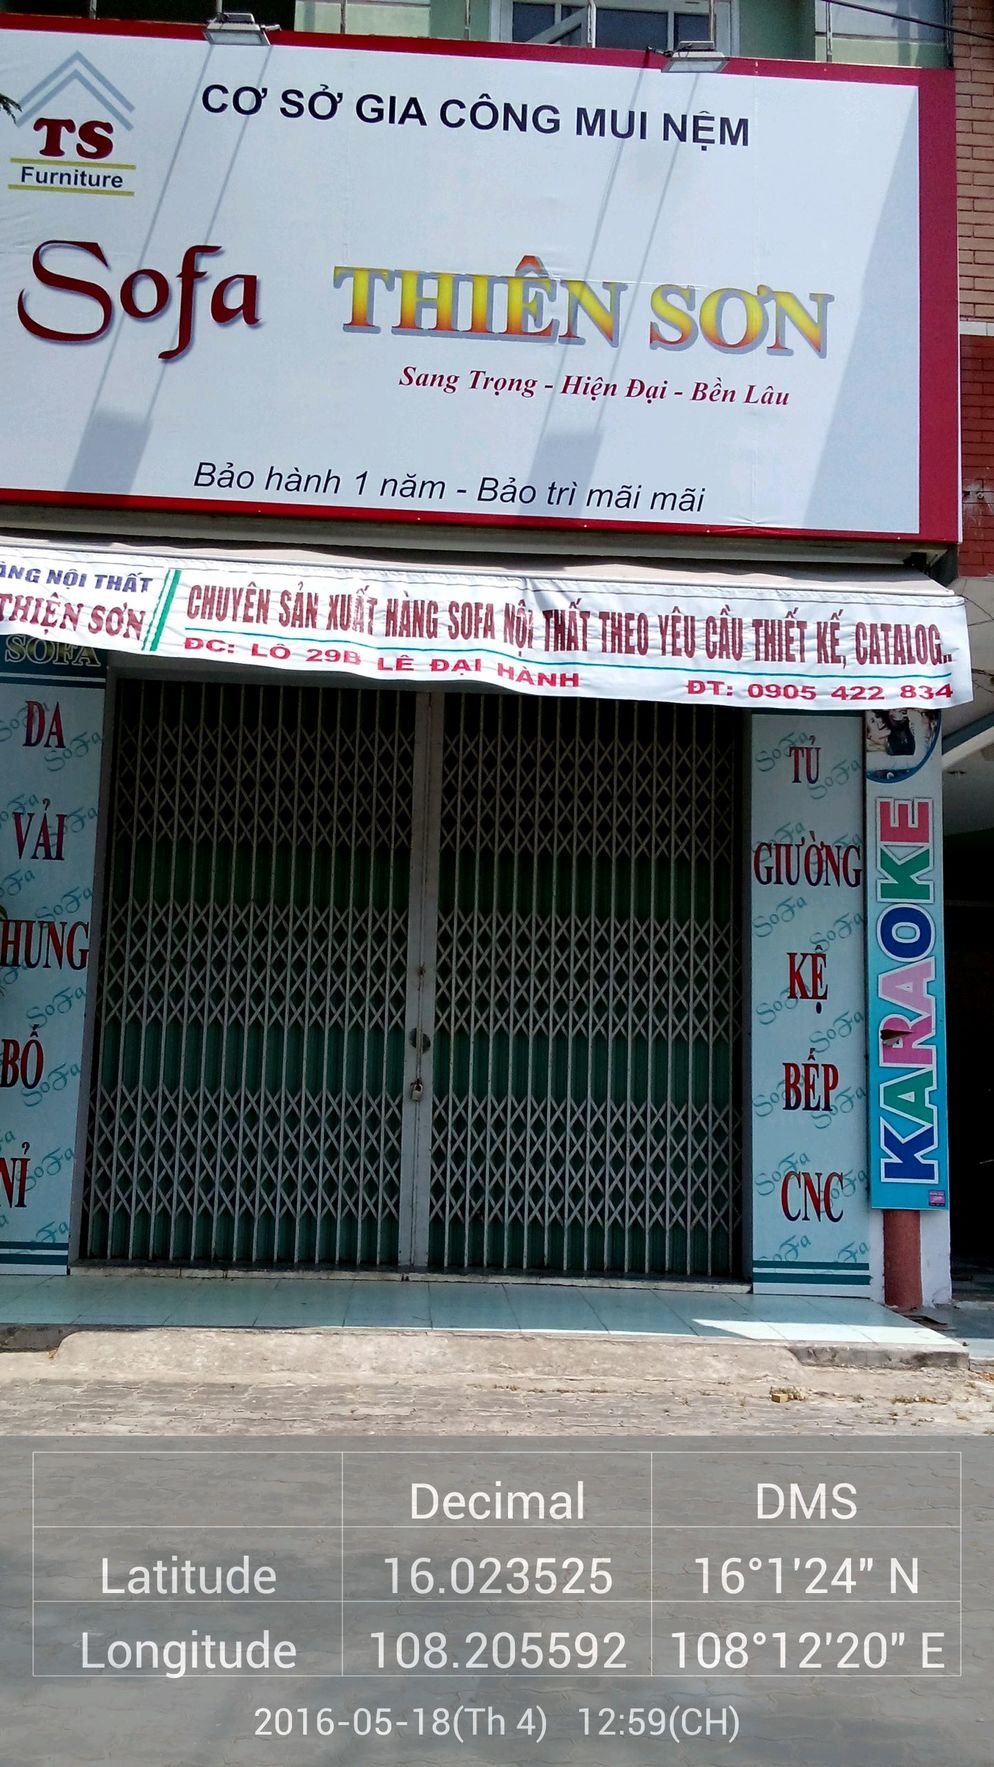 TS
Furniture
CƠ SỞ GIA CÔNG MUI NỆM
Sofa THIÊN SƠN
Sang Trọng - Hiện Đại - Bền Lâu
Bảo hành 1 năm - Bảo trì mãi mãi
NỘI THẤT
THIỆN SƠN
CHUYÊN SẢN XUẤT HÀNG SOFA NỘI THẤT THEO YÊU CẦU THIẾT KẾ, CATALOG..
ĐC: LÔ 29B LÊ ĐẠI HÀNH
ĐT: 0905 422 834
SOFA
DA
VẢI
HUNG
BỐ
NỈ
TỦ
GIƯỜNG
KỆ
BẾP
CNC
KARAOKE
Decimal DMS
Latitude 16.023525 16°1'24" N
Longitude 108.205592 108°12'20" E
2016-05-18(Th 4) 12:59(CH)